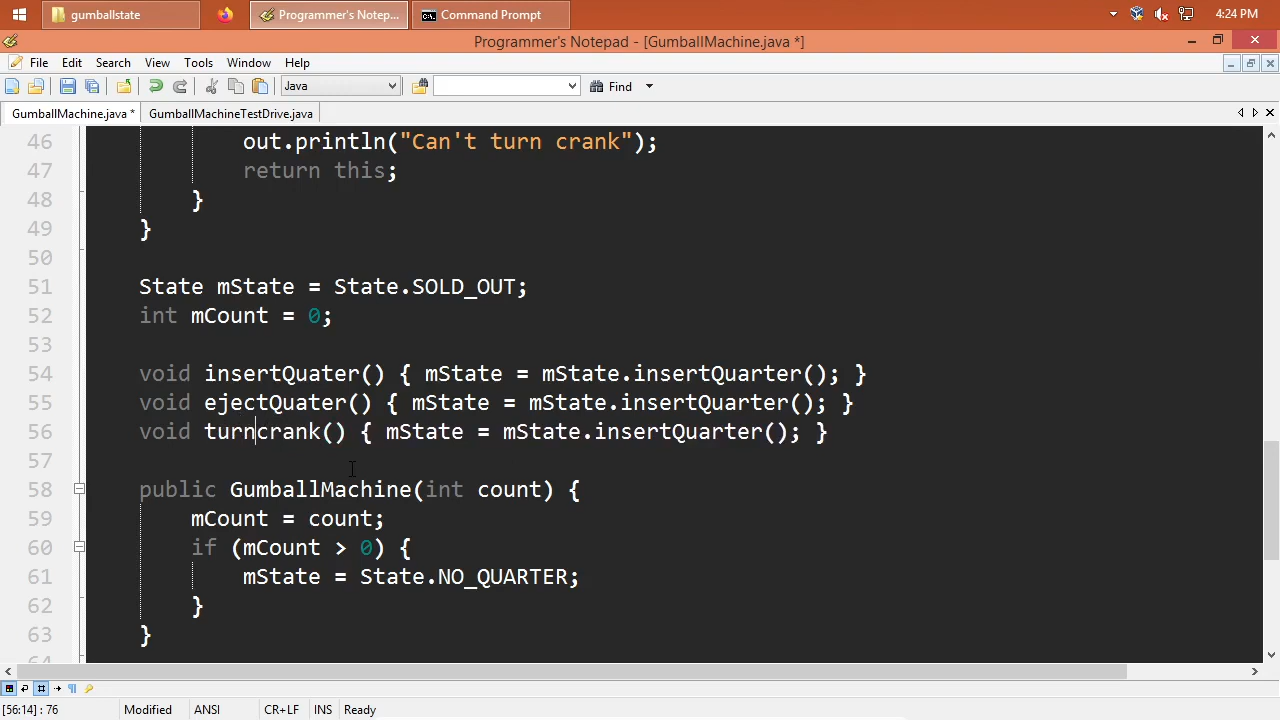 gumballstate
Programmer's Notep...
Command Prompt
4:24 PM
Programmer's Notepad - [GumballMachine.java *]
File Edit Search View Tools Window Help
Java
Find
GumballMachine.java *
GumballMachineTestDrive.java
46 out.println("Can't turn crank");
47 return this;
48 }
49 }
50
51 State mState = State.SOLD_OUT;
52 int mCount = 0;
53
54 void insertQuater() { mState = mState.insertQuarter(); }
55 void ejectQuater() { mState = mState.insertQuarter(); }
56 void turncrank() { mState = mState.insertQuarter(); }
57
58 public GumballMachine(int count) {
59 mCount = count;
60 if (mCount > 0) {
61 mState = State.NO_QUARTER;
62 }
63 }
64
[56:14] : 76 Modified ANSI CR+LF INS Ready